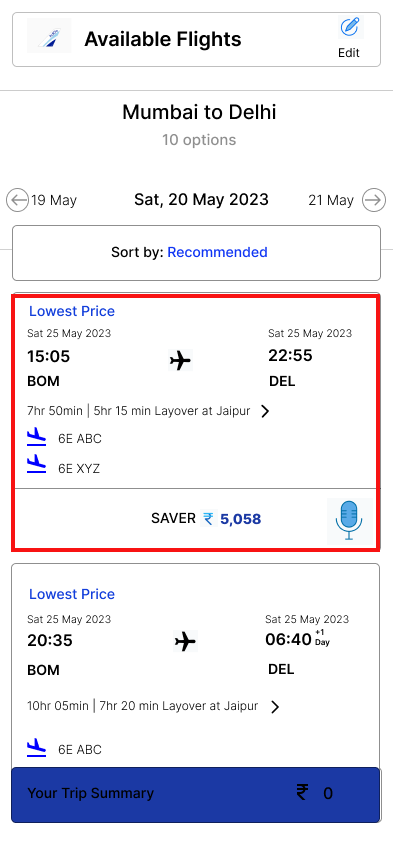 Available Flights
Edit
Mumbai to Delhi
10 options
19 May Sat, 20 May 2023 21 May
Sort by: Recommended
Lowest Price
Sat 25 May 2023 Sat 25 May 2023
15:05 22:55
BOM DEL
7hr 50min | 5hr 15 min Layover at Jaipur
6E ABC
6E XYZ
SAVER ₹ 5,058
Lowest Price
Sat 25 May 2023 Sat 25 May 2023
20:35 06:40 +1 Day
BOM DEL
10hr 05min | 7hr 20 min Layover at Jaipur
6E ABC
Your Trip Summary ₹ 0